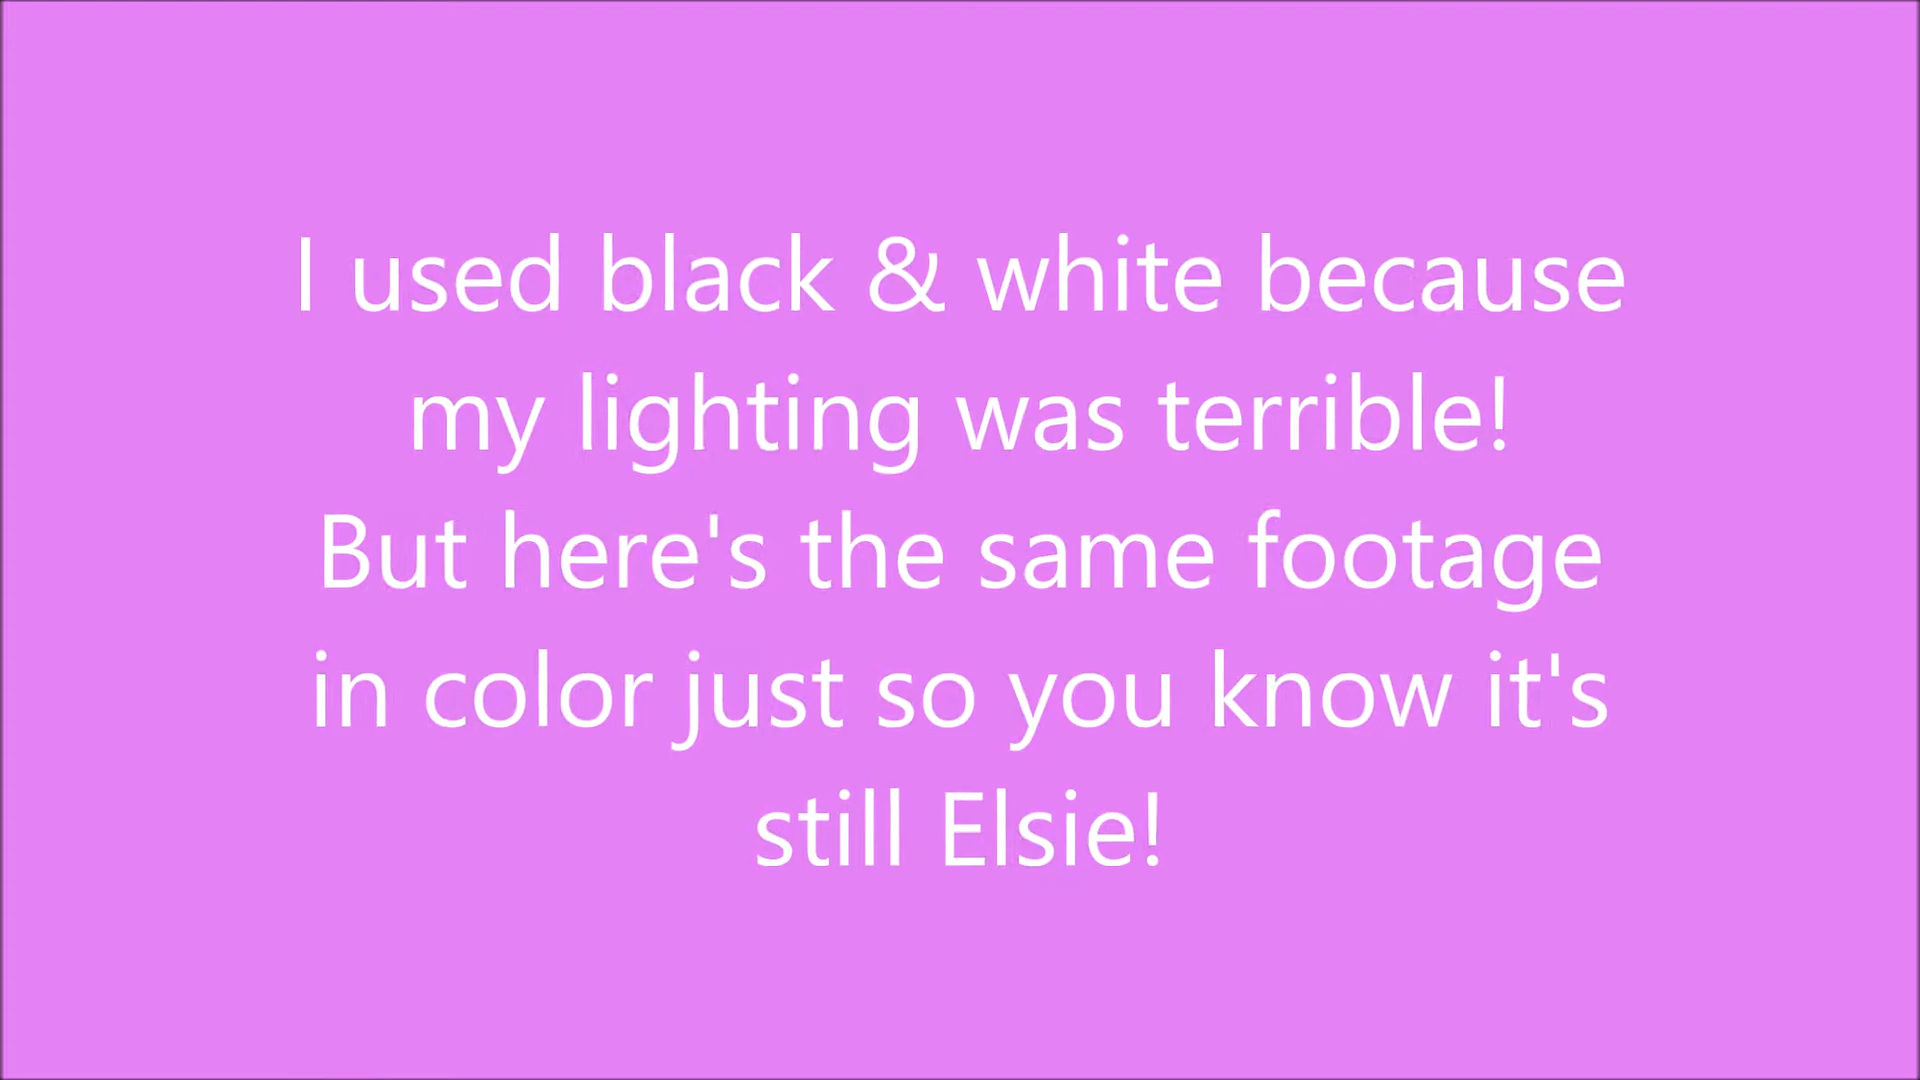 I used black & white because
my lighting was terrible!
But here's the same footage
in color just so you know it's
still Elsie!